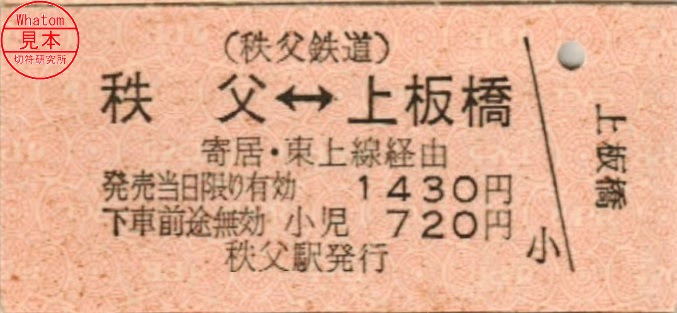 Whatom
見本
切符研究所
(秩父鉄道)
秩 父↔上板橋
寄居・東上線経由
発売当日限り有効 1430円
下車前途無効 小児 720円
秩父駅発行
小
上板橋